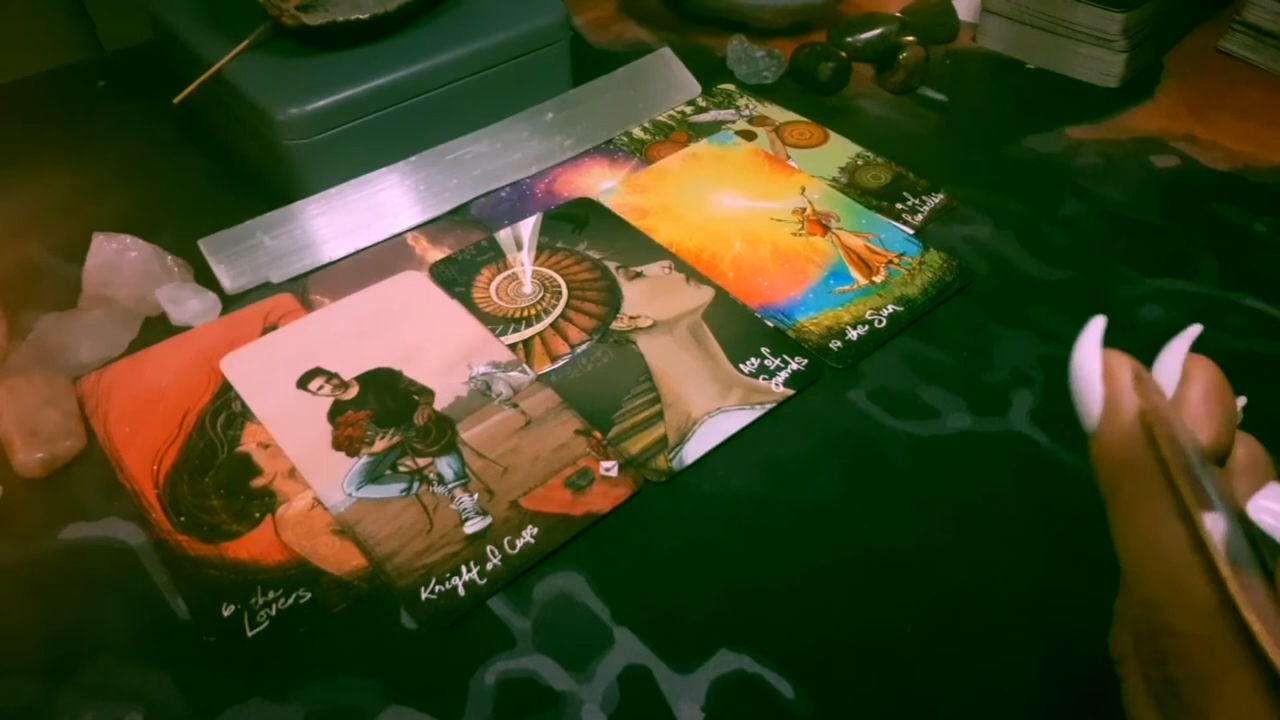 6. the
Lovers
Knight of Cups
Ace
of
Swords
19 the Sun
9 of
Pentacles